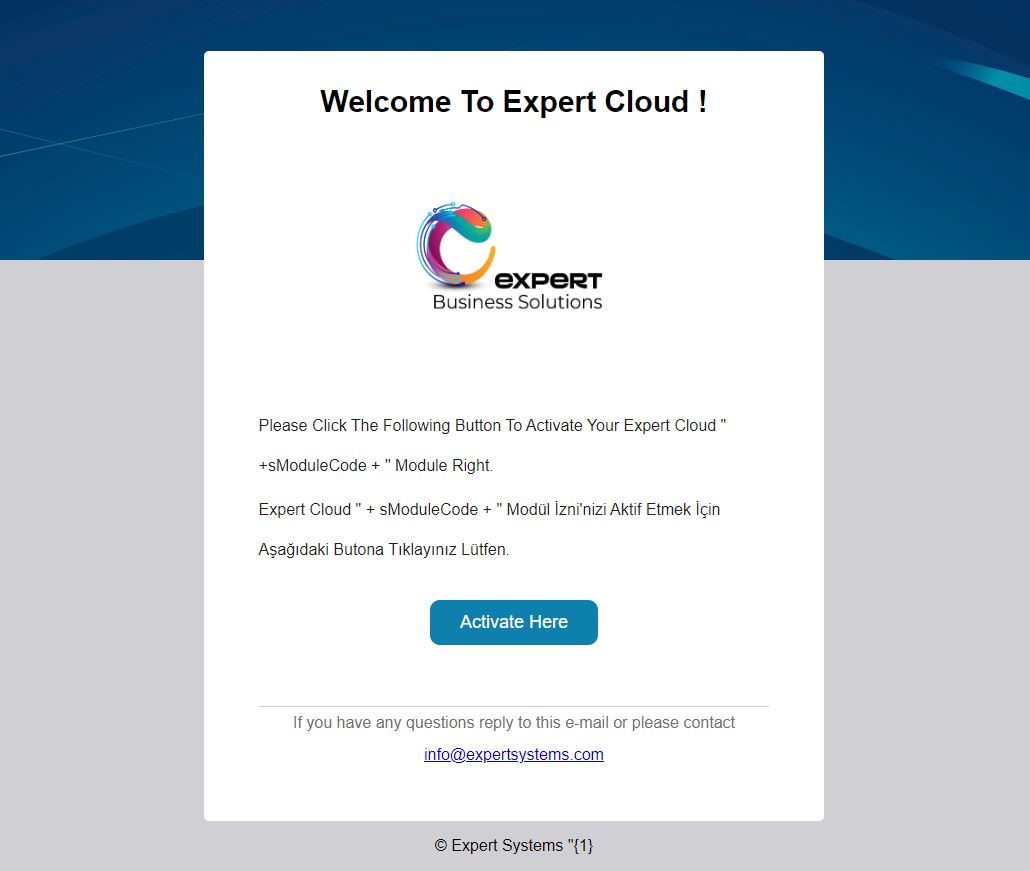 Welcome To Expert Cloud !
expert
Business Solutions
Please Click The Following Button To Activate Your Expert Cloud "
+sModuleCode + " Module Right.
Expert Cloud " + sModuleCode + " Modül İzni'nizi Aktif Etmek İçin
Aşağıdaki Butona Tıklayınız Lütfen.
Activate Here
If you have any questions reply to this e-mail or please contact
info@expertsystems.com
© Expert Systems "{1}